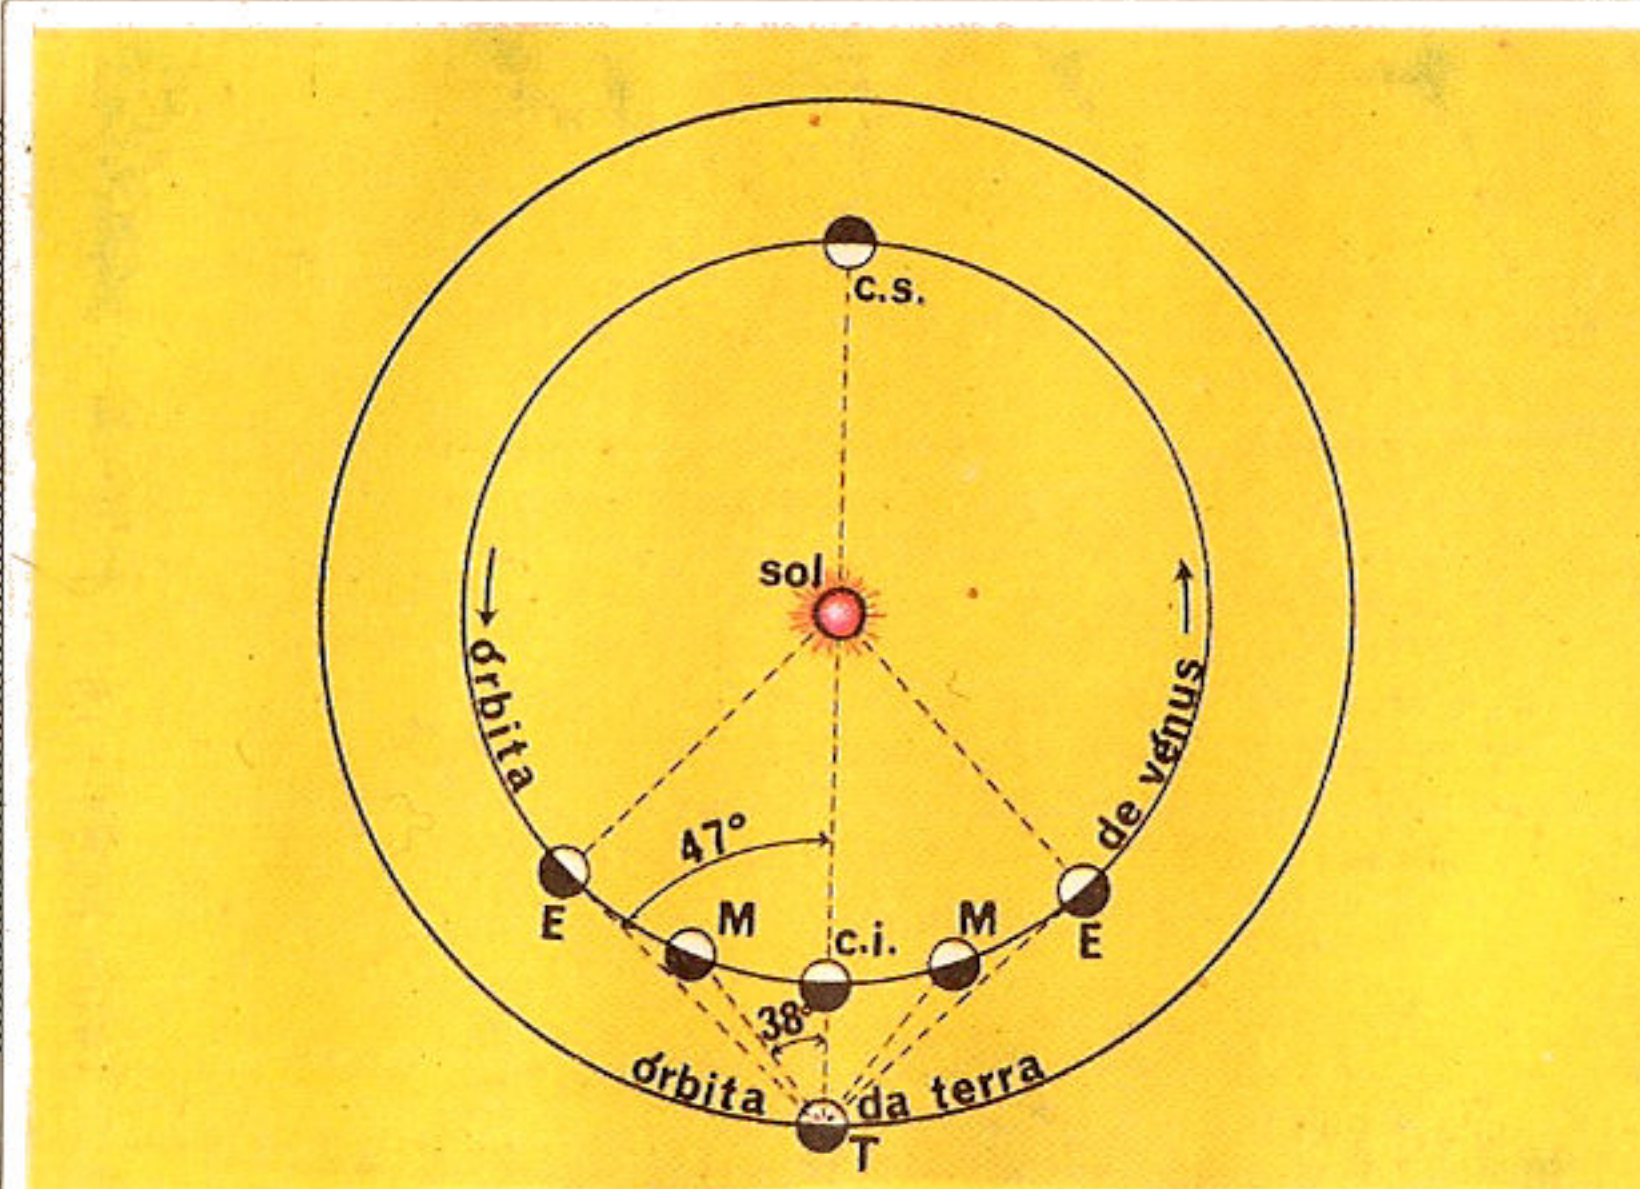 c.s.
sol
órbita
de vénus
47°
E
M
c.i.
M
E
38°
órbita
da terra
T